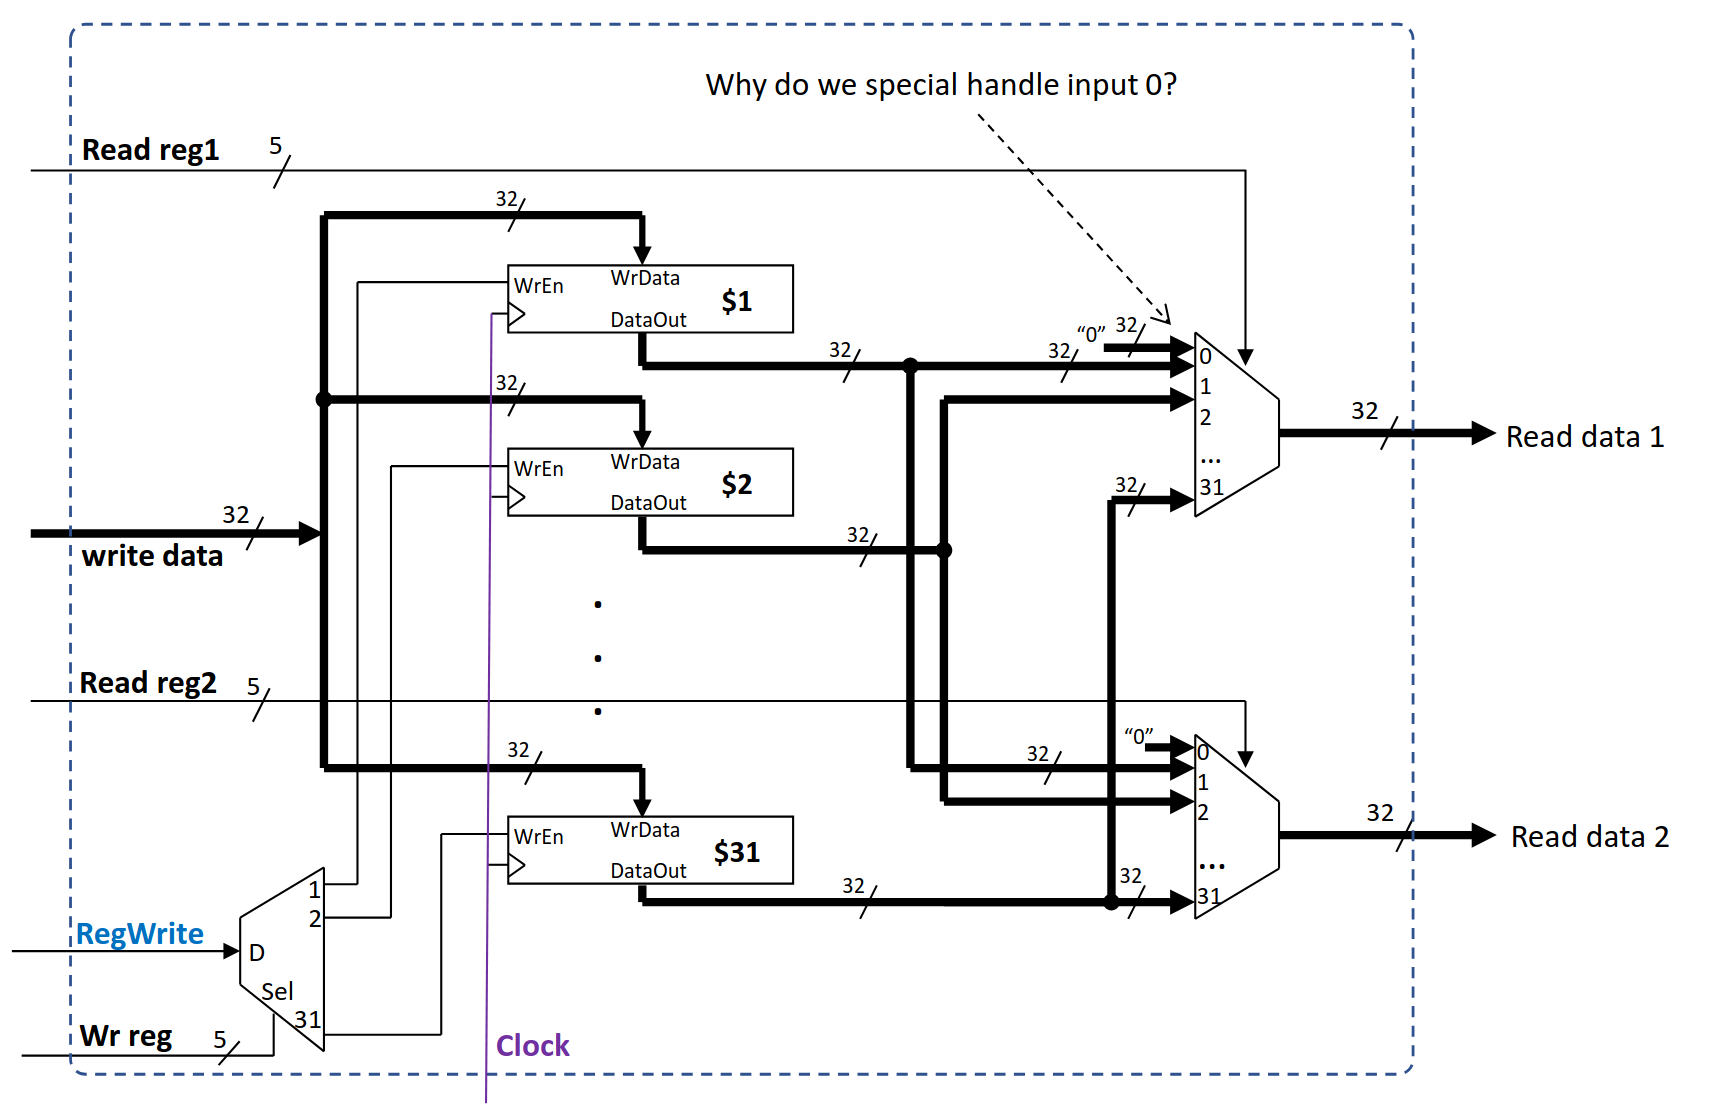 Why do we special handle input 0?
Read reg1
5
32
WrEn
WrData
$1
DataOut
32
"0"
32
32
0
1
2
...
31
32
Read data 1
32
WrEn
WrData
$2
DataOut
32
32
32
write data
.
.
.
Read reg2
5
32
WrEn
WrData
$31
DataOut
32
"0"
32
0
1
2
...
31
32
32
Read data 2
RegWrite
D
Sel
1
2
31
Wr reg
5
Clock